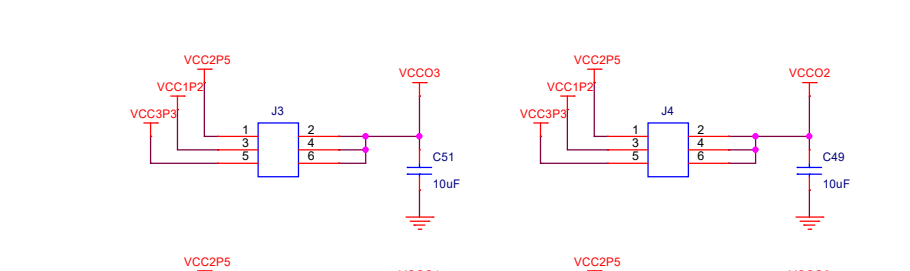 VCC2P5
VCC1P2
VCC3P3
J3
1 2
3 4
5 6
VCCO3
C51
10uF
VCC2P5
VCC1P2
VCC3P3
J4
1 2
3 4
5 6
VCCO2
C49
10uF
VCC2P5
VCC2P5